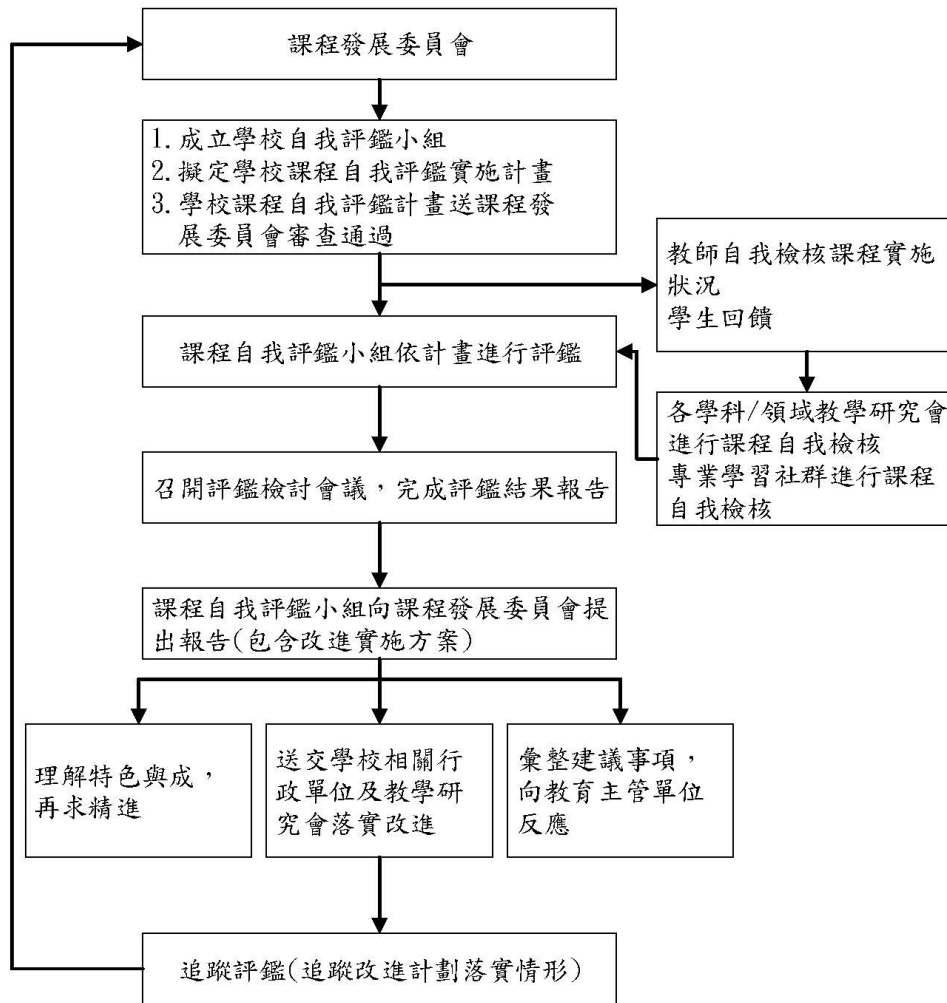 課程發展委員會
1. 成立學校自我評鑑小組
2. 擬定學校課程自我評鑑實施計畫
3. 學校課程自我評鑑計畫送課程發
展委員會審查通過
教師自我檢核課程實施
狀況
學生回饋
課程自我評鑑小組依計畫進行評鑑
各學科/領域教學研究會
進行課程自我檢核
專業學習社群進行課程
自我檢核
召開評鑑檢討會議，完成評鑑結果報告
課程自我評鑑小組向課程發展委員會提
出報告(包含改進實施方案)
理解特色與成，
再求精進
送交學校相關行
政單位及教學研
究會落實改進
彙整建議事項，
向教育主管單位
反應
追蹤評鑑(追蹤改進計劃落實情形)